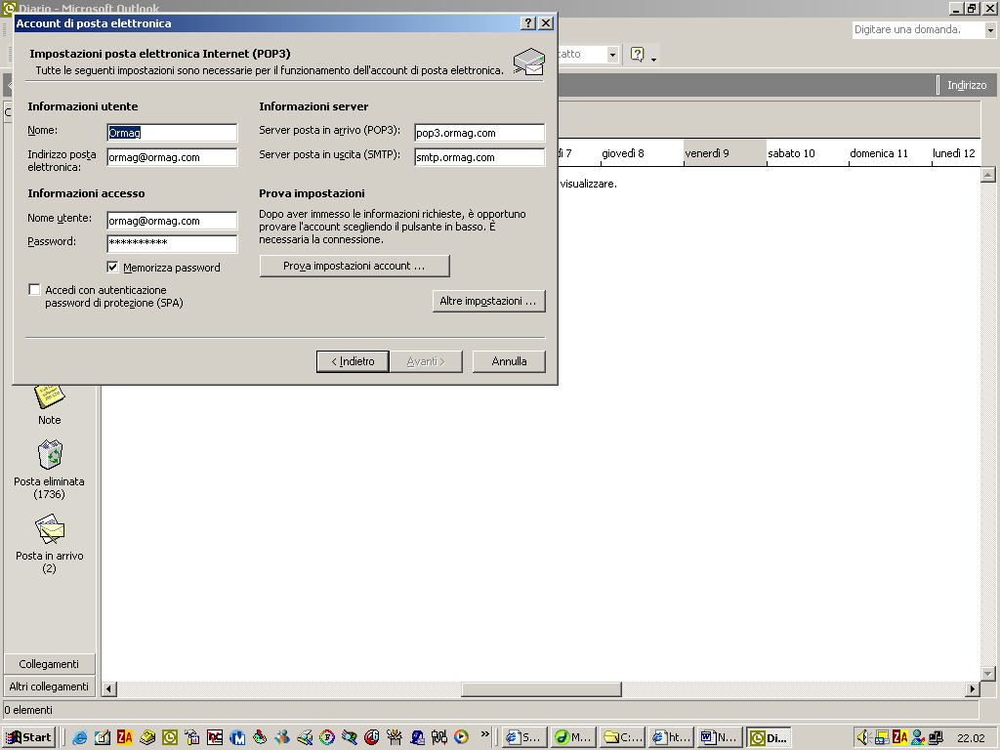 Diario - Microsoft Outlook
Account di posta elettronica
Digitare una domanda.
Impostazioni posta elettronica Internet (POP3)
Tutte le seguenti impostazioni sono necessarie per il funzionamento dell'account di posta elettronica.
Indirizzo
Informazioni utente
Nome: Ormag
Indirizzo posta elettronica: ormag@ormag.com
Informazioni server
Server posta in arrivo (POP3): pop3.ormag.com
Server posta in uscita (SMTP): smtp.ormag.com
Informazioni accesso
Nome utente: ormag@ormag.com
Password: **********
Memorizza password
Accedi con autenticazione
password di protezione (SPA)
Prova impostazioni
Dopo aver immesso le informazioni richieste, è opportuno
provare l'account scegliendo il pulsante in basso. È
necessaria la connessione.
Prova impostazioni account ...
Altre impostazioni ...
< Indietro
Avanti >
Annulla
7 giovedì 8 venerdì 9 sabato 10 domenica 11 lunedì 12
visualizzare.
Note
Posta eliminata
(1736)
Posta in arrivo
(2)
Collegamenti
Altri collegamenti
0 elementi
Start
S...
M...
C:...
ht...
N...
Di...
22.02